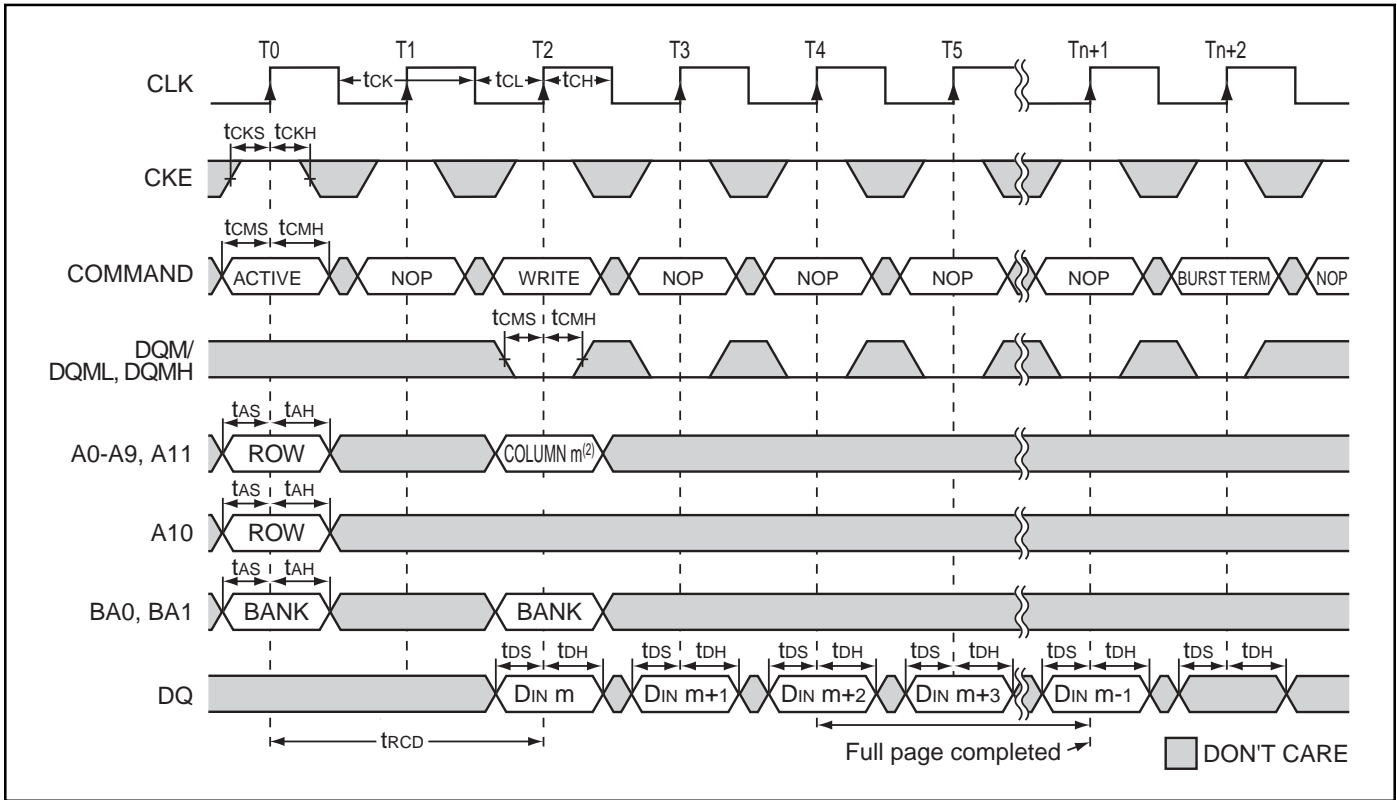 T0 T1 T2 T3 T4 T5 Tn+1 Tn+2
CLK tCK tCL tCH
tCKS tCKH
CKE
tCMS tCMH
COMMAND ACTIVE NOP WRITE NOP NOP NOP NOP BURST TERM NOP
tCMS tCMH
DQM/
DQML, DQMH
tAS tAH
A0-A9, A11 ROW COLUMN m(2)
tAS tAH
A10 ROW
tAS tAH
BA0, BA1 BANK BANK
tDS tDH tDS tDH tDS tDH tDS tDH tDS tDH tDS tDH
DQ DIN m DIN m+1 DIN m+2 DIN m+3 DIN m-1
tRCD
Full page completed
DON'T CARE